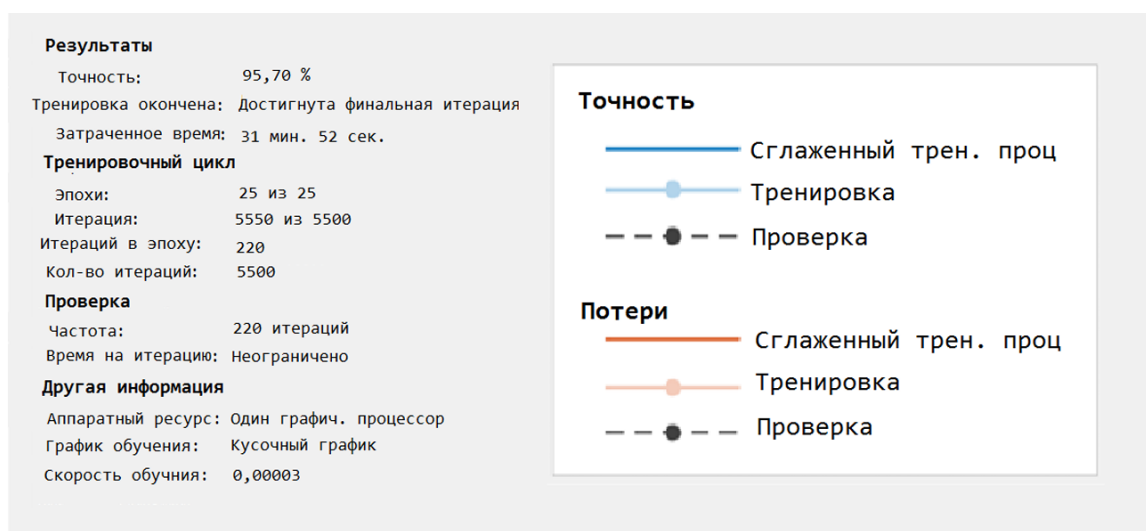 Результаты
Точность: 95,70 %
Тренировка окончена: Достигнута финальная итерация
Затраченное время: 31 мин. 52 сек.
Тренировочный цикл
Эпохи: 25 из 25
Итерация: 5550 из 5500
Итераций в эпоху: 220
Кол-во итераций: 5500
Проверка
Частота: 220 итераций
Время на итерацию: Неограничено
Другая информация
Аппаратный ресурс: Один графич. процессор
График обучения: Кусочный график
Скорость обучния: 0,00003
Точность
Сглаженный трен. проц
Тренировка
Проверка
Потери
Сглаженный трен. проц
Тренировка
Проверка